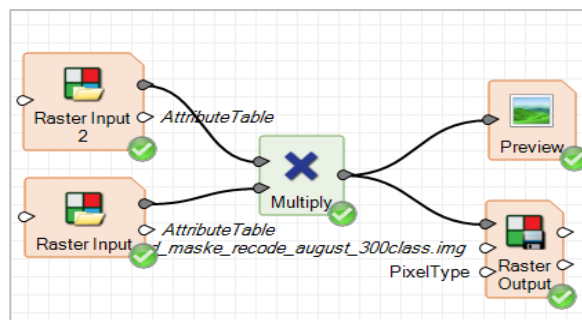 Raster Input
2
AttributeTable
Raster Input
AttributeTable
Multiply
d_maske_recode_august_300class.img
PixelType
Preview
Raster
Output